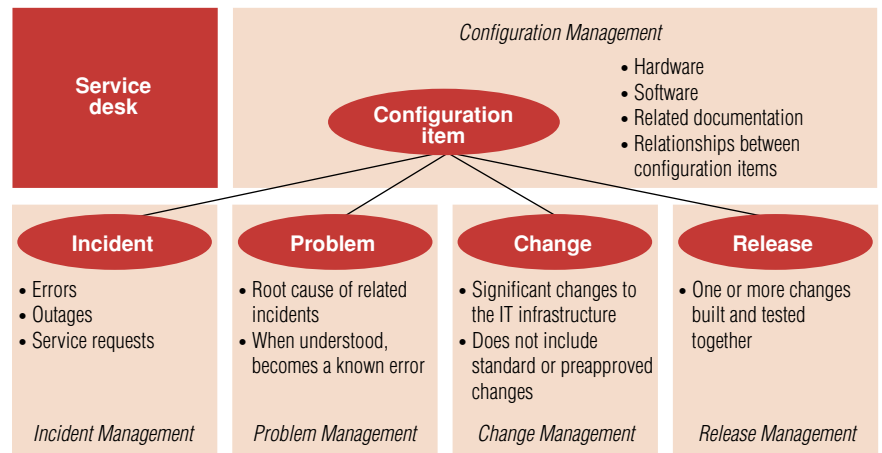 Service
desk
Configuration Management
Configuration
item
• Hardware
• Software
• Related documentation
• Relationships between
configuration items
Incident
• Errors
• Outages
• Service requests
Incident Management
Problem
• Root cause of related
incidents
• When understood,
becomes a known error
Problem Management
Change
• Significant changes to
the IT infrastructure
• Does not include
standard or preapproved
changes
Change Management
Release
• One or more changes
built and tested
together
Release Management